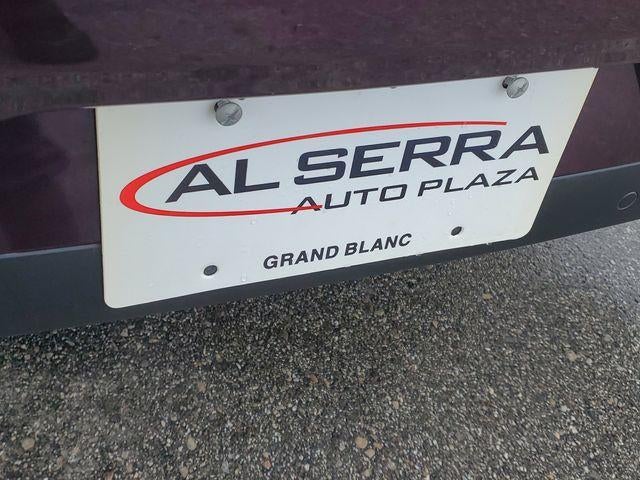 AL SERRA
AUTO PLAZA
GRAND BLANC